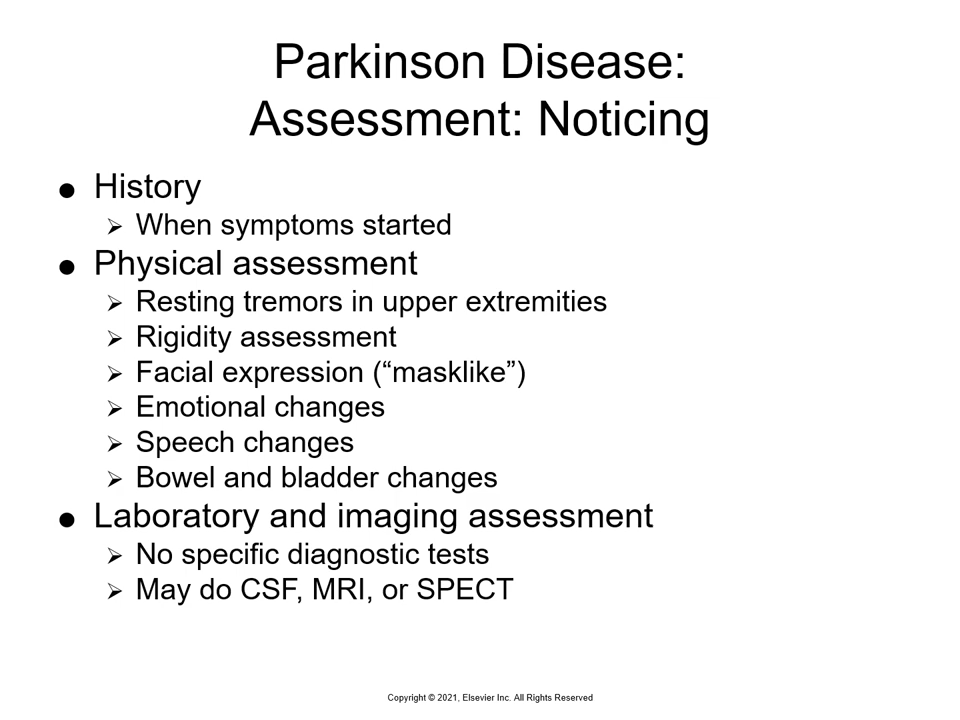 Parkinson Disease:
Assessment: Noticing
● History
➢ When symptoms started
● Physical assessment
➢ Resting tremors in upper extremities
➢ Rigidity assessment
➢ Facial expression (“masklike”)
➢ Emotional changes
➢ Speech changes
➢ Bowel and bladder changes
● Laboratory and imaging assessment
➢ No specific diagnostic tests
➢ May do CSF, MRI, or SPECT
Copyright © 2021, Elsevier Inc. All Rights Reserved